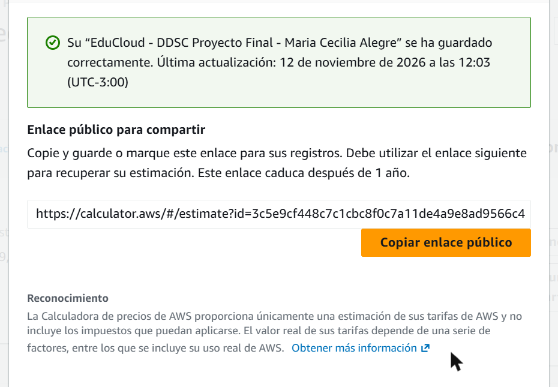 Su “EduCloud - DDSC Proyecto Final - Maria Cecilia Alegre” se ha guardado
correctamente. Última actualización: 12 de noviembre de 2026 a las 12:03
(UTC-3:00)
Enlace público para compartir
Copie y guarde o marque este enlace para sus registros. Debe utilizar el enlace siguiente
para recuperar su estimación. Este enlace caduca después de 1 año.
https://calculator.aws/#/estimate?id=3c5e9cf448c7c1cbc8f0c7a11de4a9e8ad9566c4
Copiar enlace público
Reconocimiento
La Calculadora de precios de AWS proporciona únicamente una estimación de sus tarifas de AWS y no
incluye los impuestos que puedan aplicarse. El valor real de sus tarifas depende de una serie de
factores, entre los que se incluye su uso real de AWS. Obtener más información